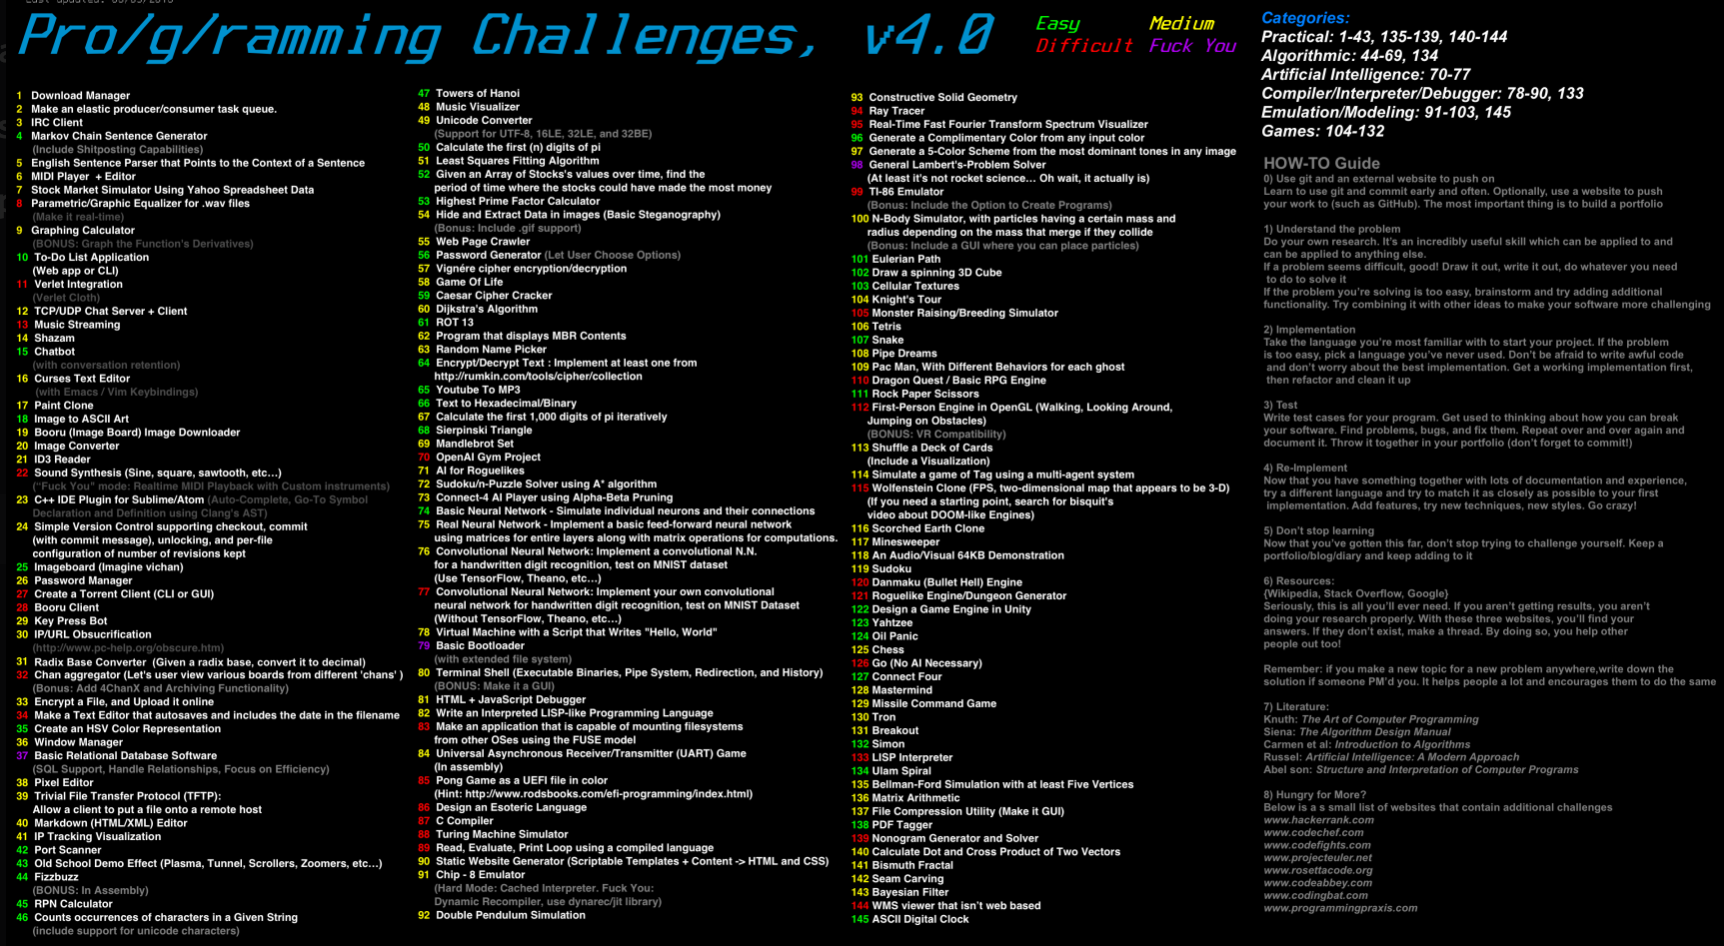 Last updated: 05/05/2018
Pro/g/ramming Challenges, v4.0
Easy Medium
Difficult Fuck You
1 Download Manager
2 Make an elastic producer/consumer task queue.
3 IRC Client
4 Markov Chain Sentence Generator
(Include Shitposting Capabilities)
5 English Sentence Parser that Points to the Context of a Sentence
6 MIDI Player + Editor
7 Stock Market Simulator Using Yahoo Spreadsheet Data
8 Parametric/Graphic Equalizer for .wav files
(Make it real-time)
9 Graphing Calculator
(BONUS: Graph the Function's Derivatives)
10 To-Do List Application
(Web app or CLI)
11 Verlet Integration
(Verlet Cloth)
12 TCP/UDP Chat Server + Client
13 Music Streaming
14 Shazam
15 Chatbot
(with conversation retention)
16 Curses Text Editor
(with Emacs / Vim Keybindings)
17 Paint Clone
18 Image to ASCII Art
19 Booru (Image Board) Image Downloader
20 Image Converter
21 ID3 Reader
22 Sound Synthesis (Sine, square, sawtooth, etc...)
("Fuck You" mode: Realtime MIDI Playback with Custom instruments)
23 C++ IDE Plugin for Sublime/Atom (Auto-Complete, Go-To Symbol
Declaration and Definition using Clang's AST)
24 Simple Version Control supporting checkout, commit
(with commit message), unlocking, and per-file
configuration of number of revisions kept
25 Imageboard (Imagine vichan)
26 Password Manager
27 Create a Torrent Client (CLI or GUI)
28 Booru Client
29 Key Press Bot
30 IP/URL Obsucrification
(http://www.pc-help.org/obscure.htm)
31 Radix Base Converter (Given a radix base, convert it to decimal)
32 Chan aggregator (Let's user view various boards from different 'chans' )
(Bonus: Add 4ChanX and Archiving Functionality)
33 Encrypt a File, and Upload it online
34 Make a Text Editor that autosaves and includes the date in the filename
35 Create an HSV Color Representation
36 Window Manager
37 Basic Relational Database Software
(SQL Support, Handle Relationships, Focus on Efficiency)
38 Pixel Editor
39 Trivial File Transfer Protocol (TFTP):
Allow a client to put a file onto a remote host
40 Markdown (HTML/XML) Editor
41 IP Tracking Visualization
42 Port Scanner
43 Old School Demo Effect (Plasma, Tunnel, Scrollers, Zoomers, etc...)
44 Fizzbuzz
(BONUS: In Assembly)
45 RPN Calculator
46 Counts occurrences of characters in a Given String
(include support for unicode characters)
47 Towers of Hanoi
48 Music Visualizer
49 Unicode Converter
(Support for UTF-8, 16LE, 32LE, and 32BE)
50 Calculate the first (n) digits of pi
51 Least Squares Fitting Algorithm
52 Given an Array of Stocks's values over time, find the
period of time where the stocks could have made the most money
53 Highest Prime Factor Calculator
54 Hide and Extract Data in images (Basic Steganography)
(Bonus: Include .gif support)
55 Web Page Crawler
56 Password Generator (Let User Choose Options)
57 Vignére cipher encryption/decryption
58 Game Of Life
59 Caesar Cipher Cracker
60 Dijkstra's Algorithm
61 ROT 13
62 Program that displays MBR Contents
63 Random Name Picker
64 Encrypt/Decrypt Text : Implement at least one from
http://rumkin.com/tools/cipher/collection
65 Youtube To MP3
66 Text to Hexadecimal/Binary
67 Calculate the first 1,000 digits of pi iteratively
68 Sierpinski Triangle
69 Mandlebrot Set
70 OpenAI Gym Project
71 AI for Roguelikes
72 Sudoku/n-Puzzle Solver using A* algorithm
73 Connect-4 AI Player using Alpha-Beta Pruning
74 Basic Neural Network - Simulate individual neurons and their connections
75 Real Neural Network - Implement a basic feed-forward neural network
using matrices for entire layers along with matrix operations for computations.
76 Convolutional Neural Network: Implement a convolutional N.N.
for a handwritten digit recognition, test on MNIST dataset
(Use TensorFlow, Theano, etc...)
77 Convolutional Neural Network: Implement your own convolutional
neural network for handwritten digit recognition, test on MNIST Dataset
(Without TensorFlow, Theano, etc...)
78 Virtual Machine with a Script that Writes "Hello, World"
79 Basic Bootloader
(with extended file system)
80 Terminal Shell (Executable Binaries, Pipe System, Redirection, and History)
(BONUS: Make it a GUI)
81 HTML + JavaScript Debugger
82 Write an Interpreted LISP-like Programming Language
83 Make an application that is capable of mounting filesystems
from other OSes using the FUSE model
84 Universal Asynchronous Receiver/Transmitter (UART) Game
(In assembly)
85 Pong Game as a UEFI file in color
(Hint: http://www.rodsbooks.com/efi-programming/index.html)
86 Design an Esoteric Language
87 C Compiler
88 Turing Machine Simulator
89 Read, Evaluate, Print Loop using a compiled language
90 Static Website Generator (Scriptable Templates + Content -> HTML and CSS)
91 Chip - 8 Emulator
(Hard Mode: Cached Interpreter. Fuck You:
Dynamic Recompiler, use dynarec/jit library)
92 Double Pendulum Simulation
93 Constructive Solid Geometry
94 Ray Tracer
95 Real-Time Fast Fourier Transform Spectrum Visualizer
96 Generate a Complimentary Color from any input color
97 Generate a 5-Color Scheme from the most dominant tones in any image
98 General Lambert's-Problem Solver
(At least it's not rocket science... Oh wait, it actually is)
99 TI-86 Emulator
(Bonus: Include the Option to Create Programs)
100 N-Body Simulator, with particles having a certain mass and
radius depending on the mass that merge if they collide
(Bonus: Include a GUI where you can place particles)
101 Eulerian Path
102 Draw a spinning 3D Cube
103 Cellular Textures
104 Knight's Tour
105 Monster Raising/Breeding Simulator
106 Tetris
107 Snake
108 Pipe Dreams
109 Pac Man, With Different Behaviors for each ghost
110 Dragon Quest / Basic RPG Engine
111 Rock Paper Scissors
112 First-Person Engine in OpenGL (Walking, Looking Around,
Jumping on Obstacles)
(BONUS: VR Compatibility)
113 Shuffle a Deck of Cards
(Include a Visualization)
114 Simulate a game of Tag using a multi-agent system
115 Wolfenstein Clone (FPS, two-dimensional map that appears to be 3-D)
(If you need a starting point, search for bisquit's
video about DOOM-like Engines)
116 Scorched Earth Clone
117 Minesweeper
118 An Audio/Visual 64KB Demonstration
119 Sudoku
120 Danmaku (Bullet Hell) Engine
121 Roguelike Engine/Dungeon Generator
122 Design a Game Engine in Unity
123 Yahtzee
124 Oil Panic
125 Chess
126 Go (No AI Necessary)
127 Connect Four
128 Mastermind
129 Missile Command Game
130 Tron
131 Breakout
132 Simon
133 LISP Interpreter
134 Ulam Spiral
135 Bellman-Ford Simulation with at least Five Vertices
136 Matrix Arithmetic
137 File Compression Utility (Make it GUI)
138 PDF Tagger
139 Nonogram Generator and Solver
140 Calculate Dot and Cross Product of Two Vectors
141 Bismuth Fractal
142 Seam Carving
143 Bayesian Filter
144 WMS viewer that isn't web based
145 ASCII Digital Clock
Categories:
Practical: 1-43, 135-139, 140-144
Algorithmic: 44-69, 134
Artificial Intelligence: 70-77
Compiler/Interpreter/Debugger: 78-90, 133
Emulation/Modeling: 91-103, 145
Games: 104-132
HOW-TO Guide
0) Use git and an external website to push on
Learn to use git and commit early and often. Optionally, use a website to push
your work to (such as GitHub). The most important thing is to build a portfolio
1) Understand the problem
Do your own research. It's an incredibly useful skill which can be applied to and
can be applied to anything else.
If a problem seems difficult, good! Draw it out, write it out, do whatever you need
to do to solve it
If the problem you're solving is too easy, brainstorm and try adding additional
functionality. Try combining it with other ideas to make your software more challenging
2) Implementation
Take the language you're most familiar with to start your project. If the problem
is too easy, pick a language you've never used. Don't be afraid to write awful code
and don't worry about the best implementation. Get a working implementation first,
then refactor and clean it up
3) Test
Write test cases for your program. Get used to thinking about how you can break
your software. Find problems, bugs, and fix them. Repeat over and over again and
document it. Throw it together in your portfolio (don't forget to commit!)
4) Re-Implement
Now that you have something together with lots of documentation and experience,
try a different language and try to match it as closely as possible to your first
implementation. Add features, try new techniques, new styles. Go crazy!
5) Don't stop learning
Now that you've gotten this far, don't stop trying to challenge yourself. Keep a
portfolio/blog/diary and keep adding to it
6) Resources:
{Wikipedia, Stack Overflow, Google}
Seriously, this is all you'll ever need. If you aren't getting results, you aren't
doing your research properly. With these three websites, you'll find your
answers. If they don't exist, make a thread. By doing so, you help other
people out too!
Remember: if you make a new topic for a new problem anywhere,write down the
solution if someone PM'd you. It helps people a lot and encourages them to do the same
7) Literature:
Knuth: The Art of Computer Programming
Siena: The Algorithm Design Manual
Carmen et al: Introduction to Algorithms
Russel: Artificial Intelligence: A Modern Approach
Abel son: Structure and Interpretation of Computer Programs
8) Hungry for More?
Below is a s small list of websites that contain additional challenges
www.hackerrank.com
www.codechef.com
www.codefights.com
www.projecteuler.net
www.rosettacode.org
www.codeabbey.com
www.codingbat.com
www.programmingpraxis.com